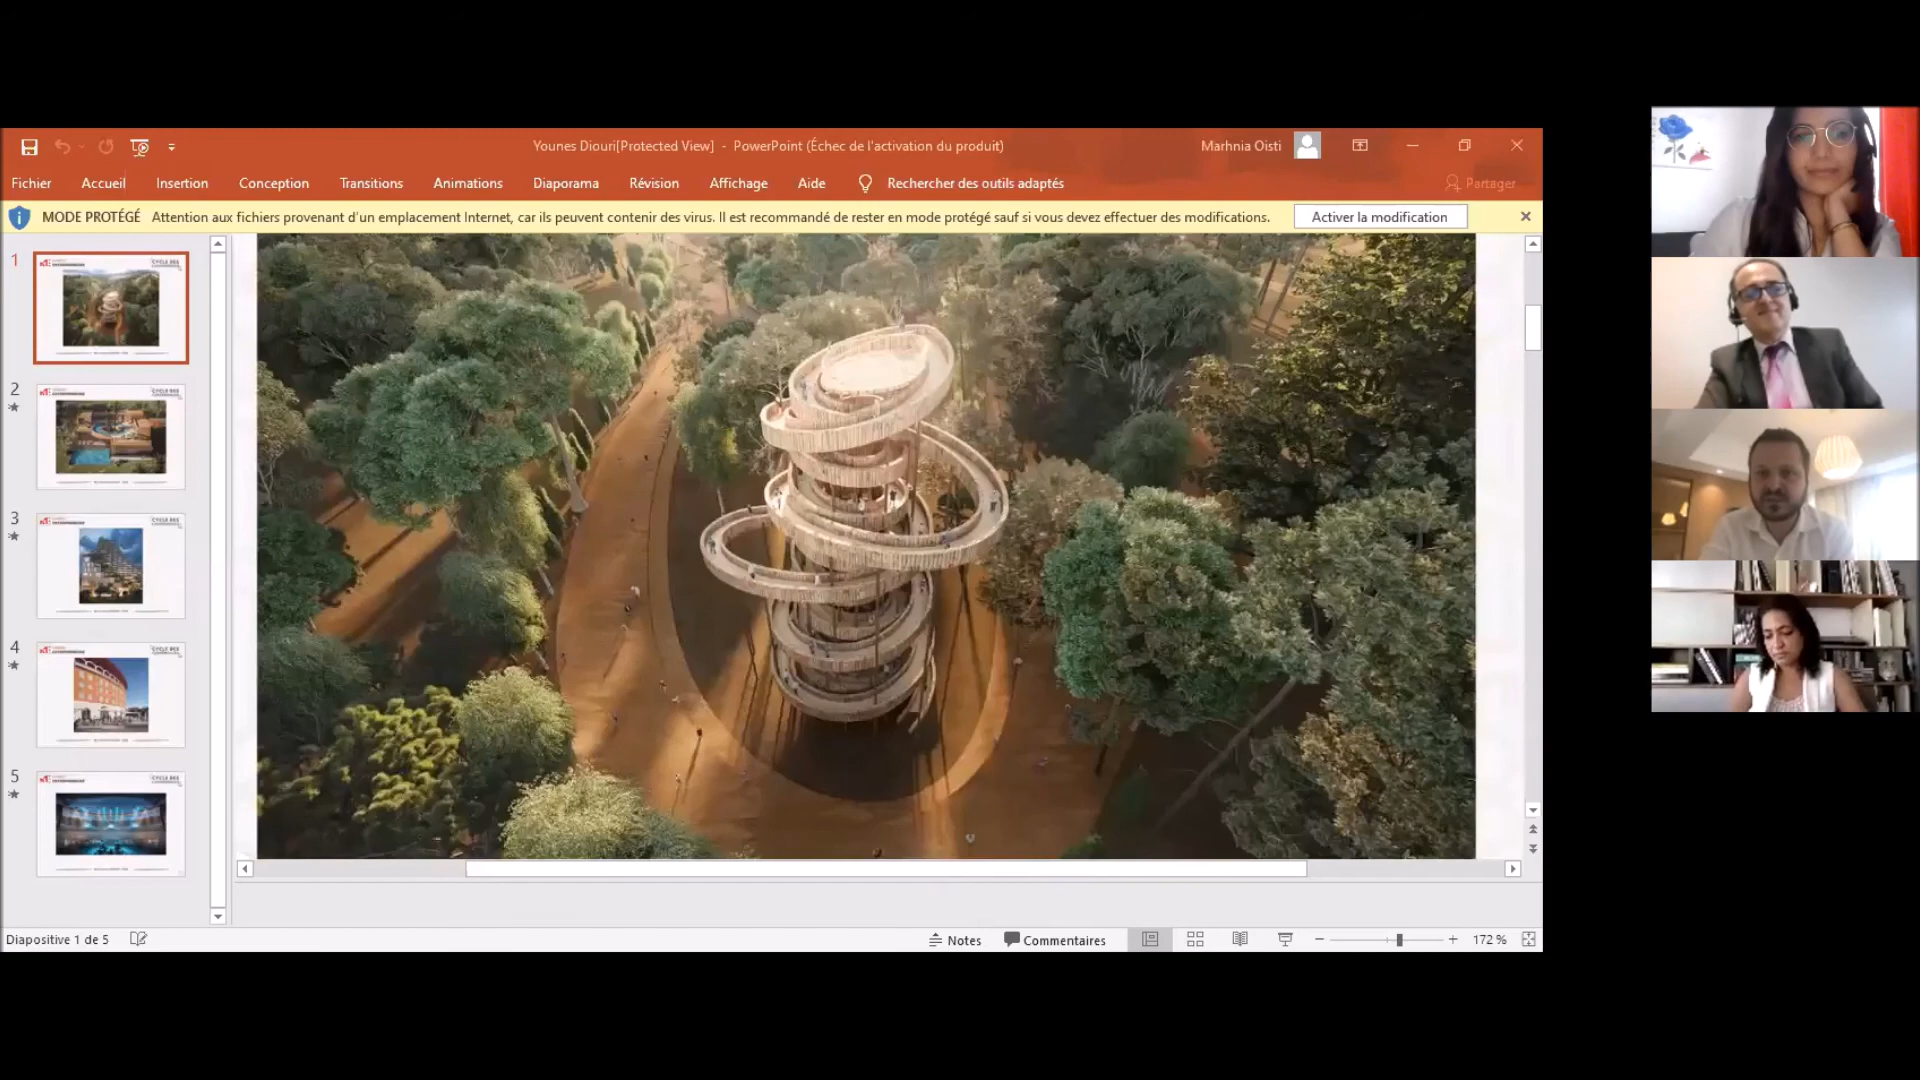 Younes Diouri[Protected View] - PowerPoint (Échec de l'activation du produit)
Marhnia Oisti
Fichier Accueil Insertion Conception Transitions Animations Diaporama Révision Affichage Aide Rechercher des outils adaptés Partager
MODE PROTÉGÉ Attention aux fichiers provenant d'un emplacement Internet, car ils peuvent contenir des virus. Il est recommandé de rester en mode protégé sauf si vous devez effectuer des modifications. Activer la modification
1
2
3
4
5
Diapositive 1 de 5
Notes Commentaires 172 %